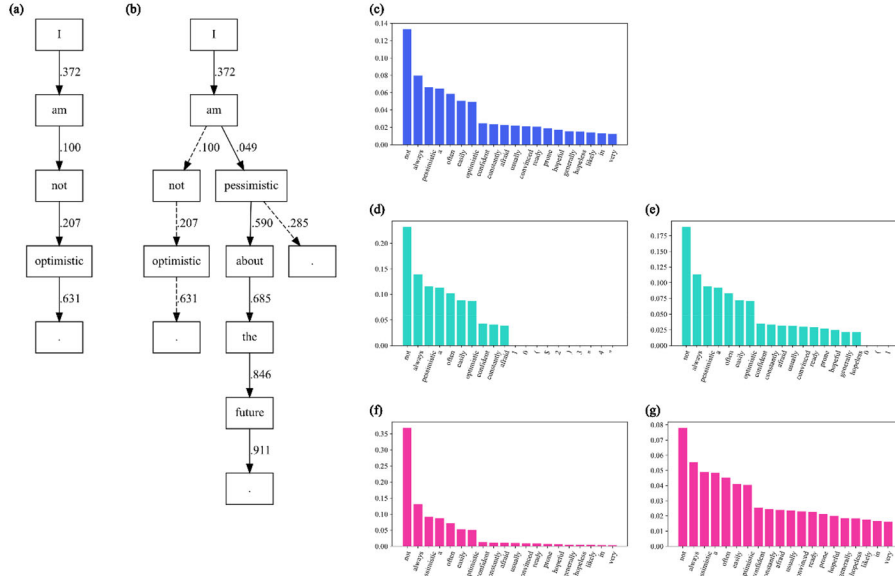 (a)
I
.372
am
.100
not
.207
optimistic
.631
.
(b)
I
.372
am
.100
.049
not
pessimistic
.207
.590
.285
optimistic
about
.
.631
.685
.
the
.846
future
.911
.
(c)
0.14
0.12
0.10
0.08
0.06
0.04
0.02
0.00
not
always
pessimistic
a
often
easily
optimistic
confident
constantly
afraid
usually
convinced
ready
prone
hopeful
generally
hopeless
likely
in
very
(d)
0.20
0.15
0.10
0.05
0.00
not
always
pessimistic
a
often
easily
optimistic
confident
constantly
afraid
(
$
2
)
3
4
(e)
0.175
0.150
0.125
0.100
0.075
0.050
0.025
0.000
not
always
pessimistic
a
often
easily
optimistic
confident
constantly
afraid
usually
convinced
ready
prone
hopeful
generally
hopeless
0
(
(f)
0.35
0.30
0.25
0.20
0.15
0.10
0.05
0.00
not
always
pessimistic
a
often
easily
optimistic
confident
constantly
afraid
usually
convinced
ready
prone
hopeful
generally
hopeless
likely
in
very
(g)
0.08
0.07
0.06
0.05
0.04
0.03
0.02
0.01
0.00
not
always
pessimistic
a
often
easily
optimistic
confident
constantly
afraid
usually
convinced
ready
prone
hopeful
generally
hopeless
likely
in
very